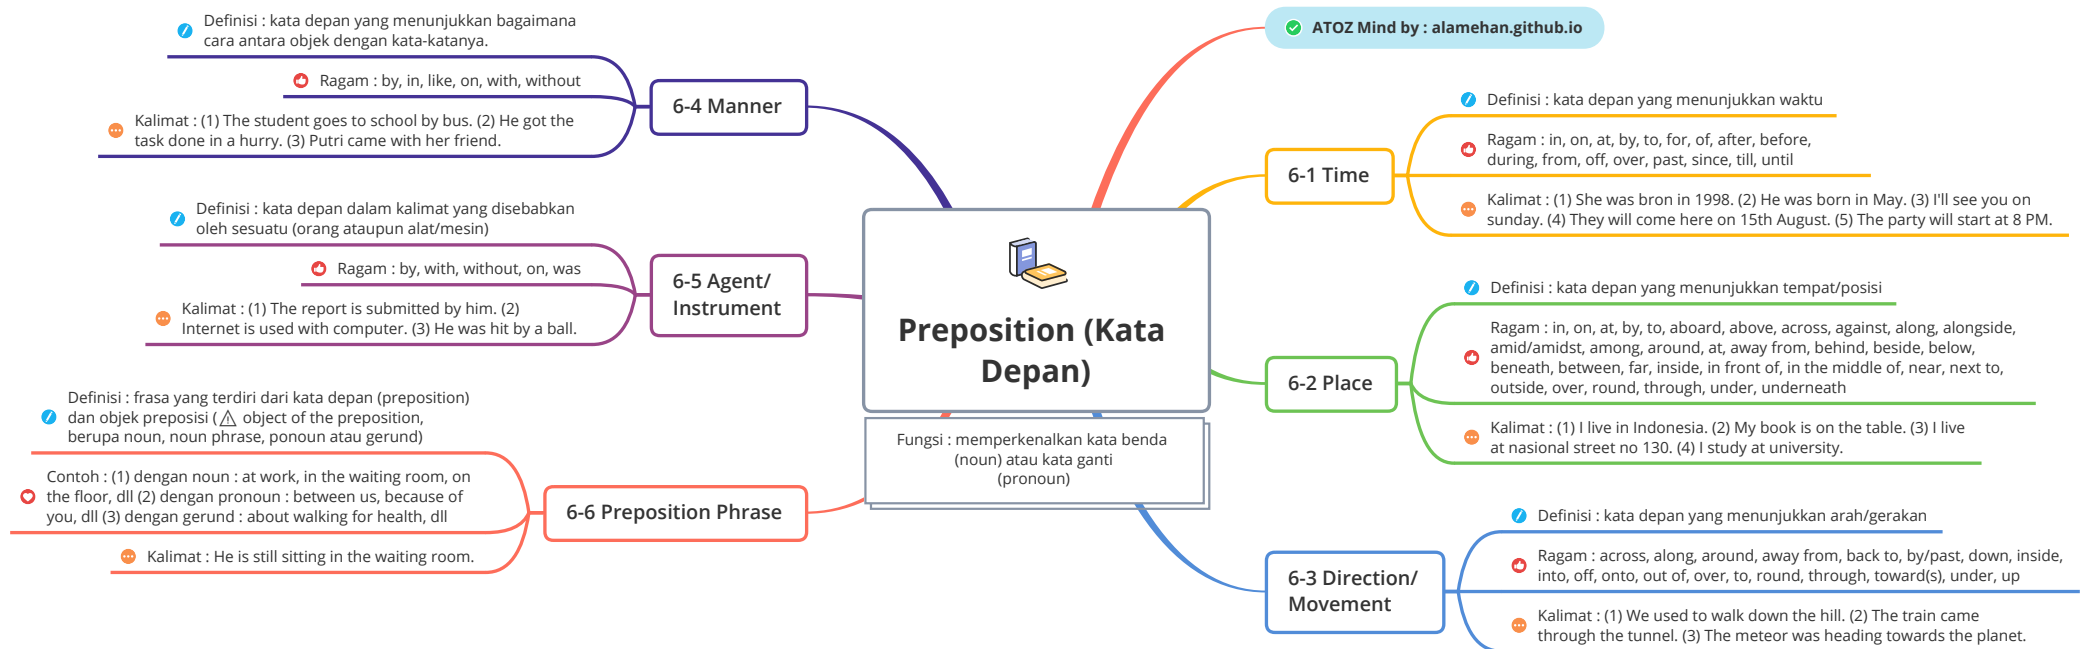 Preposition (Kata
Depan)
Fungsi : memperkenalkan kata benda
(noun) atau kata ganti
(pronoun)
ATOZ Mind by : alamehan.github.io
6-1 Time
Definisi : kata depan yang menunjukkan waktu
Ragam : in, on, at, by, to, for, of, after, before,
during, from, off, over, past, since, till, until
Kalimat : (1) She was bron in 1998. (2) He was born in May. (3) I'll see you on
sunday. (4) They will come here on 15th August. (5) The party will start at 8 PM.
6-2 Place
Definisi : kata depan yang menunjukkan tempat/posisi
Ragam : in, on, at, by, to, aboard, above, across, against, along, alongside,
amid/amidst, among, around, at, away from, behind, beside, below,
beneath, between, far, inside, in front of, in the middle of, near, next to,
outside, over, round, through, under, underneath
Kalimat : (1) I live in Indonesia. (2) My book is on the table. (3) I live
at nasional street no 130. (4) I study at university.
6-3 Direction/
Movement
Definisi : kata depan yang menunjukkan arah/gerakan
Ragam : across, along, around, away from, back to, by/past, down, inside,
into, off, onto, out of, over, to, round, through, toward(s), under, up
Kalimat : (1) We used to walk down the hill. (2) The train came
through the tunnel. (3) The meteor was heading towards the planet.
6-4 Manner
Definisi : kata depan yang menunjukkan bagaimana
cara antara objek dengan kata-katanya.
Ragam : by, in, like, on, with, without
Kalimat : (1) The student goes to school by bus. (2) He got the
task done in a hurry. (3) Putri came with her friend.
6-5 Agent/
Instrument
Definisi : kata depan dalam kalimat yang disebabkan
oleh sesuatu (orang ataupun alat/mesin)
Ragam : by, with, without, on, was
Kalimat : (1) The report is submitted by him. (2)
Internet is used with computer. (3) He was hit by a ball.
6-6 Preposition Phrase
Definisi : frasa yang terdiri dari kata depan (preposition)
dan objek preposisi (⚠ object of the preposition,
berupa noun, noun phrase, ponoun atau gerund)
Contoh : (1) dengan noun : at work, in the waiting room, on
the floor, dll (2) dengan pronoun : between us, because of
you, dll (3) dengan gerund : about walking for health, dll
Kalimat : He is still sitting in the waiting room.